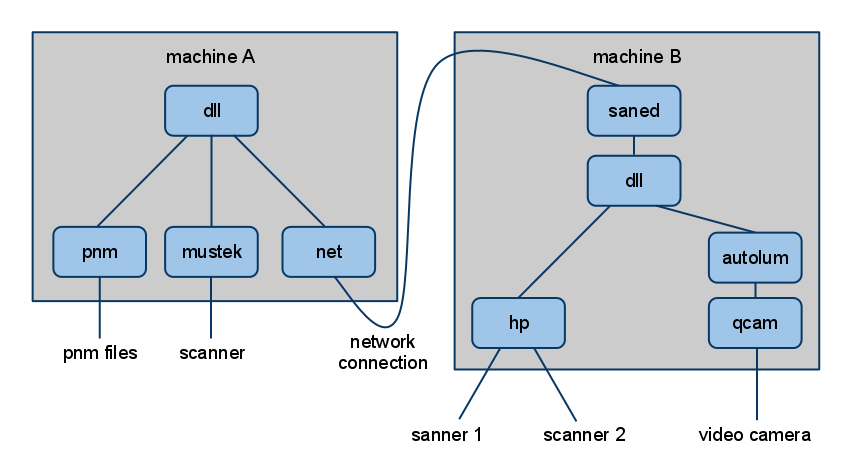 machine A
dll
pnm
mustek
net
pnm files
scanner
network
connection
machine B
saned
dll
autolum
hp
qcam
sanner 1
scanner 2
video camera